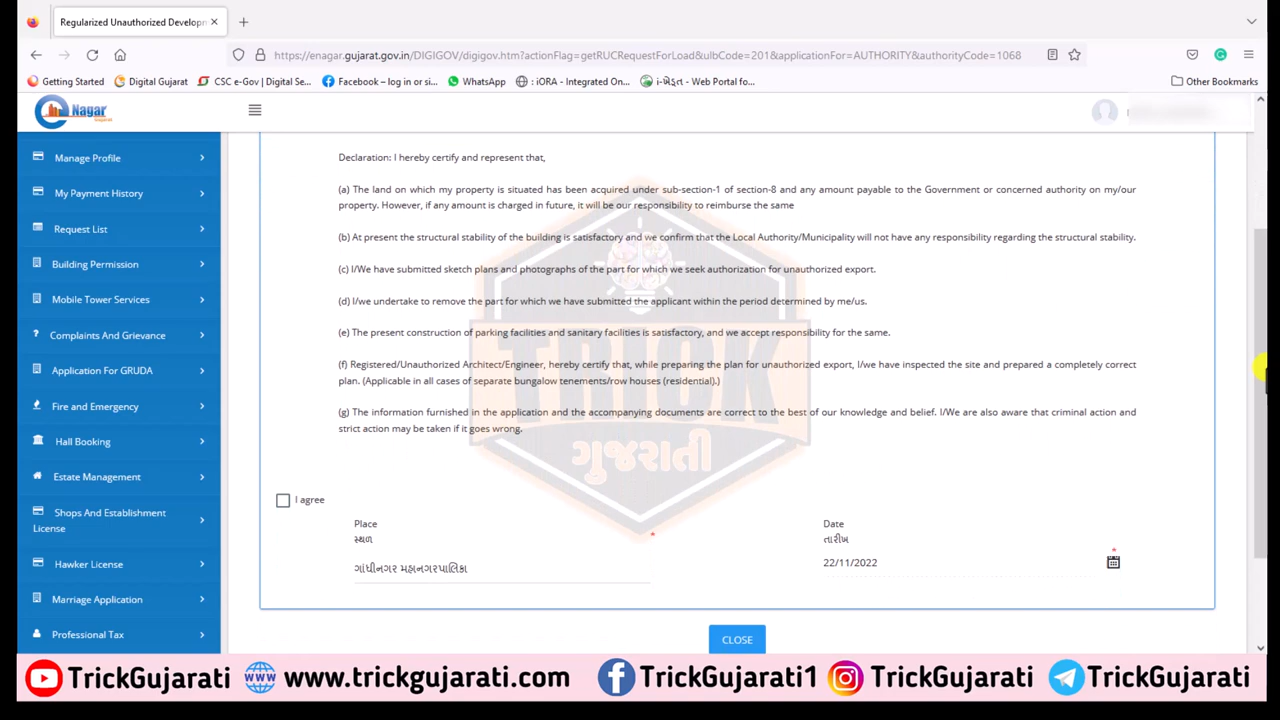 Regularized Unauthorized Developm
https://enagar.gujarat.gov.in/DIGIGOV/digigov.htm?actionFlag=getRUCRequestForLoad&ulbCode=201&applicationFor=AUTHORITY&authorityCode=1068
Getting Started
Digital Gujarat
CSC e-Gov | Digital Se...
Facebook – log in or si...
WhatsApp
: iORA - Integrated On...
i-ખેડૂત - Web Portal fo...
Other Bookmarks
Nagar
Manage Profile
My Payment History
Request List
Building Permission
Mobile Tower Services
Complaints And Grievance
Application For GRUDA
Fire and Emergency
Hall Booking
Estate Management
Shops And Establishment
License
Hawker License
Marriage Application
Professional Tax
Declaration: I hereby certify and represent that,
(a) The land on which my property is situated has been acquired under sub-section-1 of section-8 and any amount payable to the Government or concerned authority on my/our
property. However, if any amount is charged in future, it will be our responsibility to reimburse the same
(b) At present the structural stability of the building is satisfactory and we confirm that the Local Authority/Municipality will not have any responsibility regarding the structural stability.
(c) I/We have submitted sketch plans and photographs of the part for which we seek authorization for unauthorized export.
(d) I/we undertake to remove the part for which we have submitted the applicant within the period determined by me/us.
(e) The present construction of parking facilities and sanitary facilities is satisfactory, and we accept responsibility for the same.
(f) Registered/Unauthorized Architect/Engineer, hereby certify that, while preparing the plan for unauthorized export, I/we have inspected the site and prepared a completely correct
plan. (Applicable in all cases of separate bungalow tenements/row houses (residential).)
(g) The information furnished in the application and the accompanying documents are correct to the best of our knowledge and belief. I/We are also aware that criminal action and
strict action may be taken if it goes wrong.
TRICK
ગુજરાતી
I agree
Place
સ્થળ
*
ગાંધીનગર મહાનગરપાલિકા
Date
તારીખ
*
22/11/2022
CLOSE
TrickGujarati
www.trickgujarati.com
TrickGujarati1
TrickGujarati
TrickGujarati